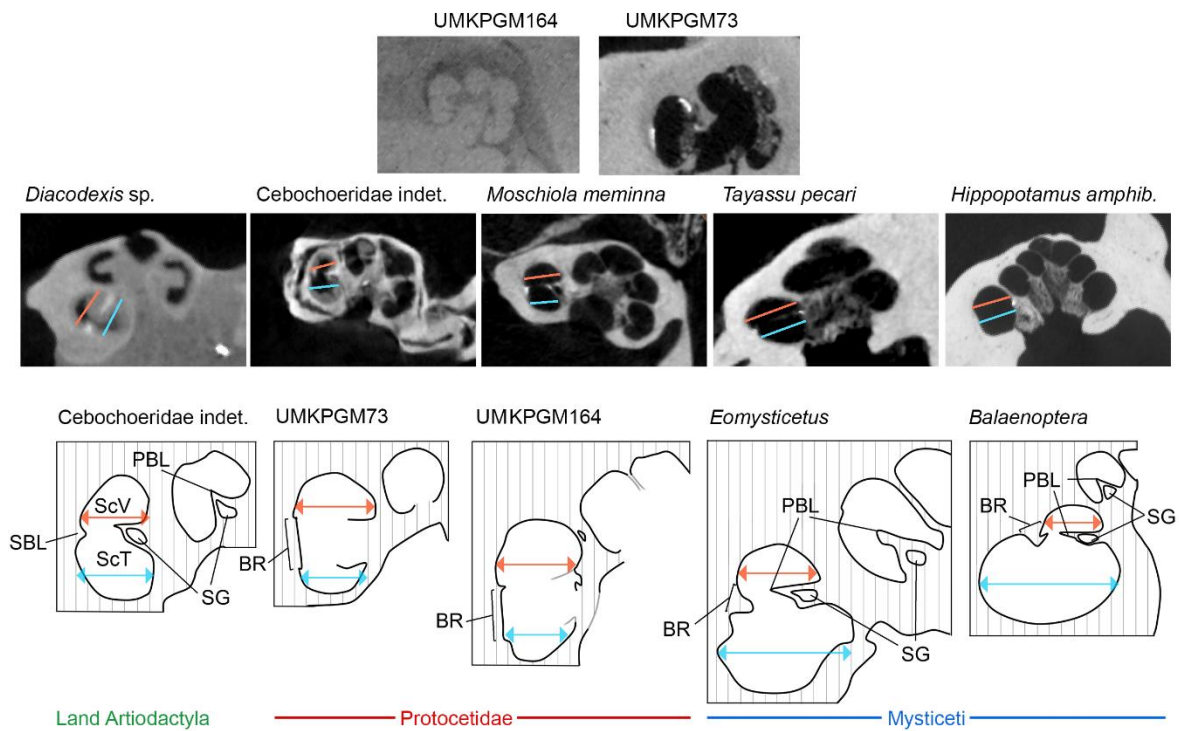 UMKPGM164 UMKPGM73
Diacodexis sp. Cebochoeridae indet. Moschiola meminna Tayassu pecari Hippopotamus amphib.
Cebochoeridae indet. UMKPGM73 UMKPGM164 Eomysticetus Balaenoptera
PBL ScV SBL ScT SG
BR
BR
PBL BR SG
PBL BR SG
Land Artiodactyla Protocetidae Mysticeti